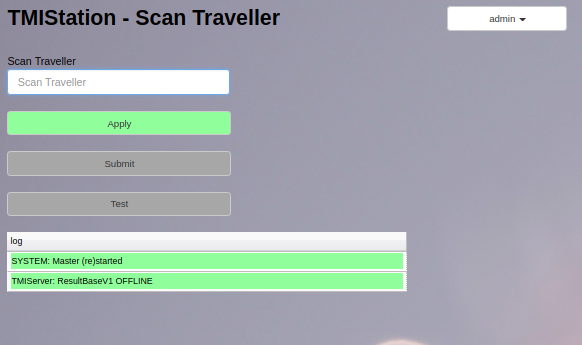 TMIStation - Scan Traveller
admin
Scan Traveller
Scan Traveller
Apply
Submit
Test
log
SYSTEM: Master (re)started
TMIServer: ResultBaseV1 OFFLINE